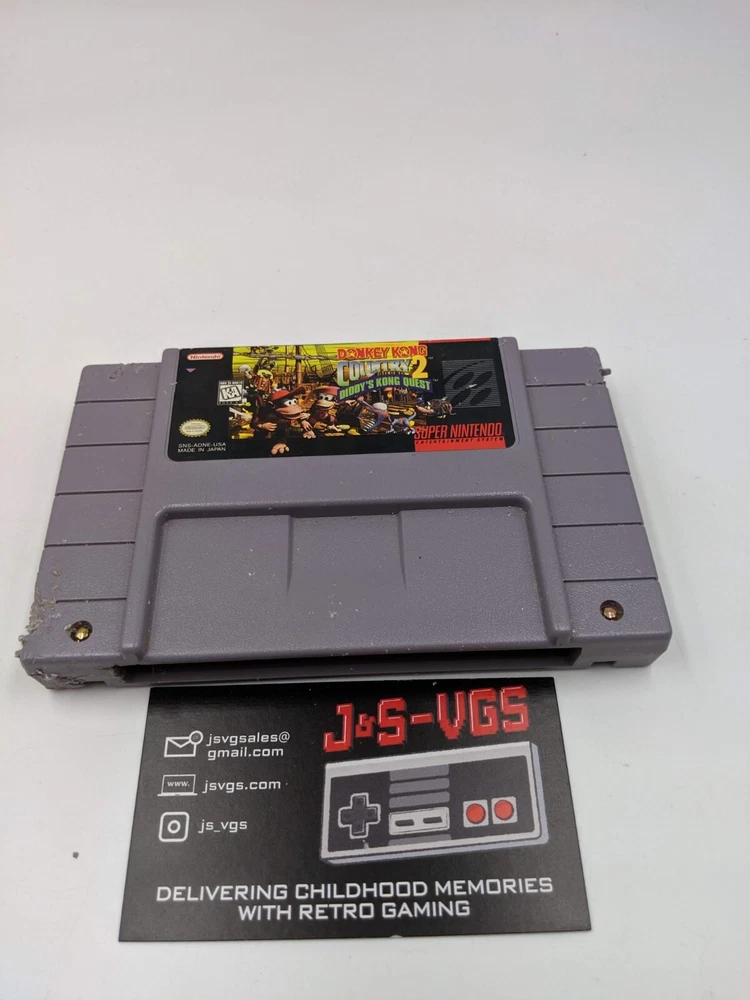 Nintendo
DONKEY KONG
COUNTRY 2
DIDDY'S KONG QUEST
TM
K-A
SNS-ADNE-USA
MADE IN JAPAN
SUPER NINTENDO
ENTERTAINMENT SYSTEM
J&S-VGS
jsvgsales@
gmail.com
www.
jsvgs.com
js_vgs
DELIVERING CHILDHOOD MEMORIES
WITH RETRO GAMING